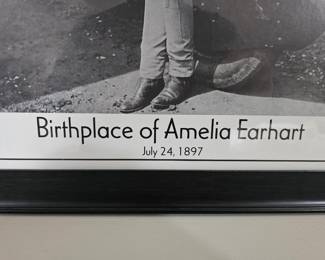 Birthplace of Amelia Earhart
July 24, 1897